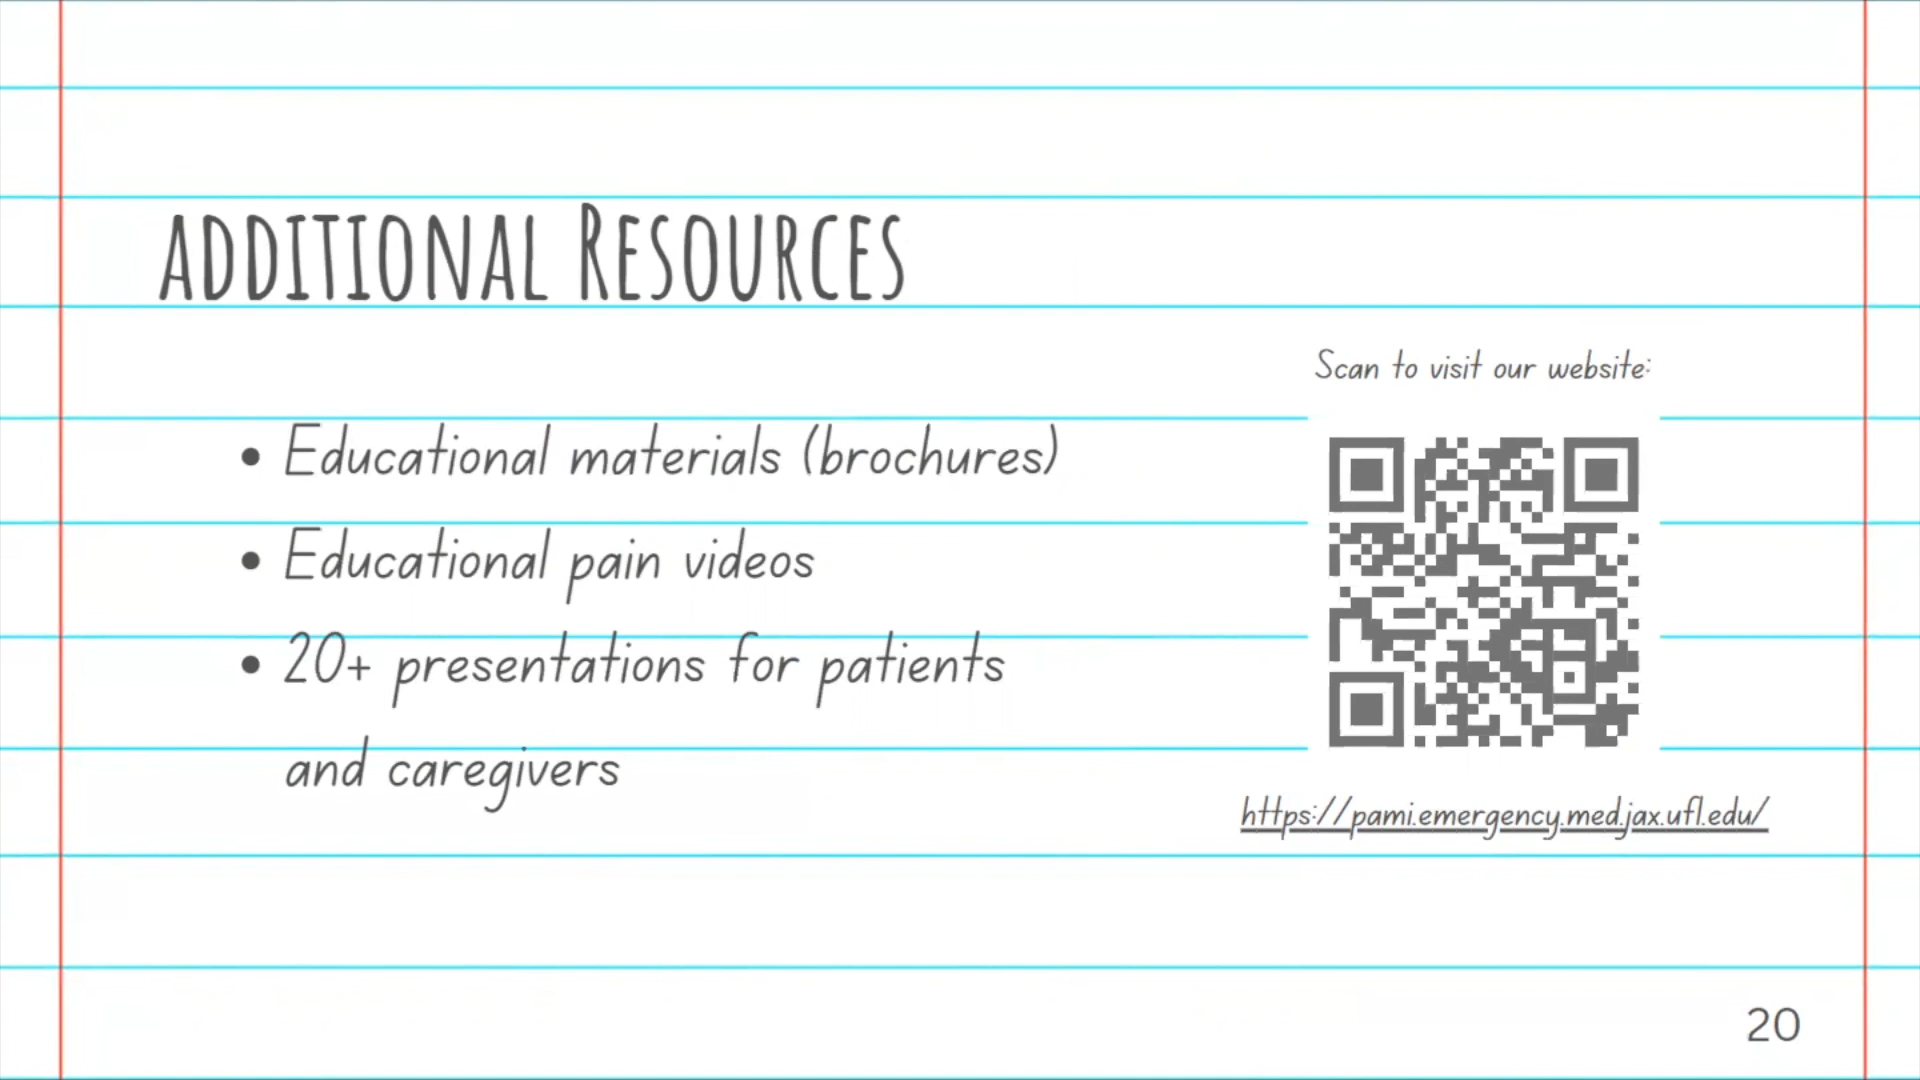 ADDITIONAL RESOURCES
Scan to visit our website:
• Educational materials (brochures)
• Educational pain videos
• 20+ presentations for patients
and caregivers
https://pami.emergency.med.jax.ufl.edu/
20